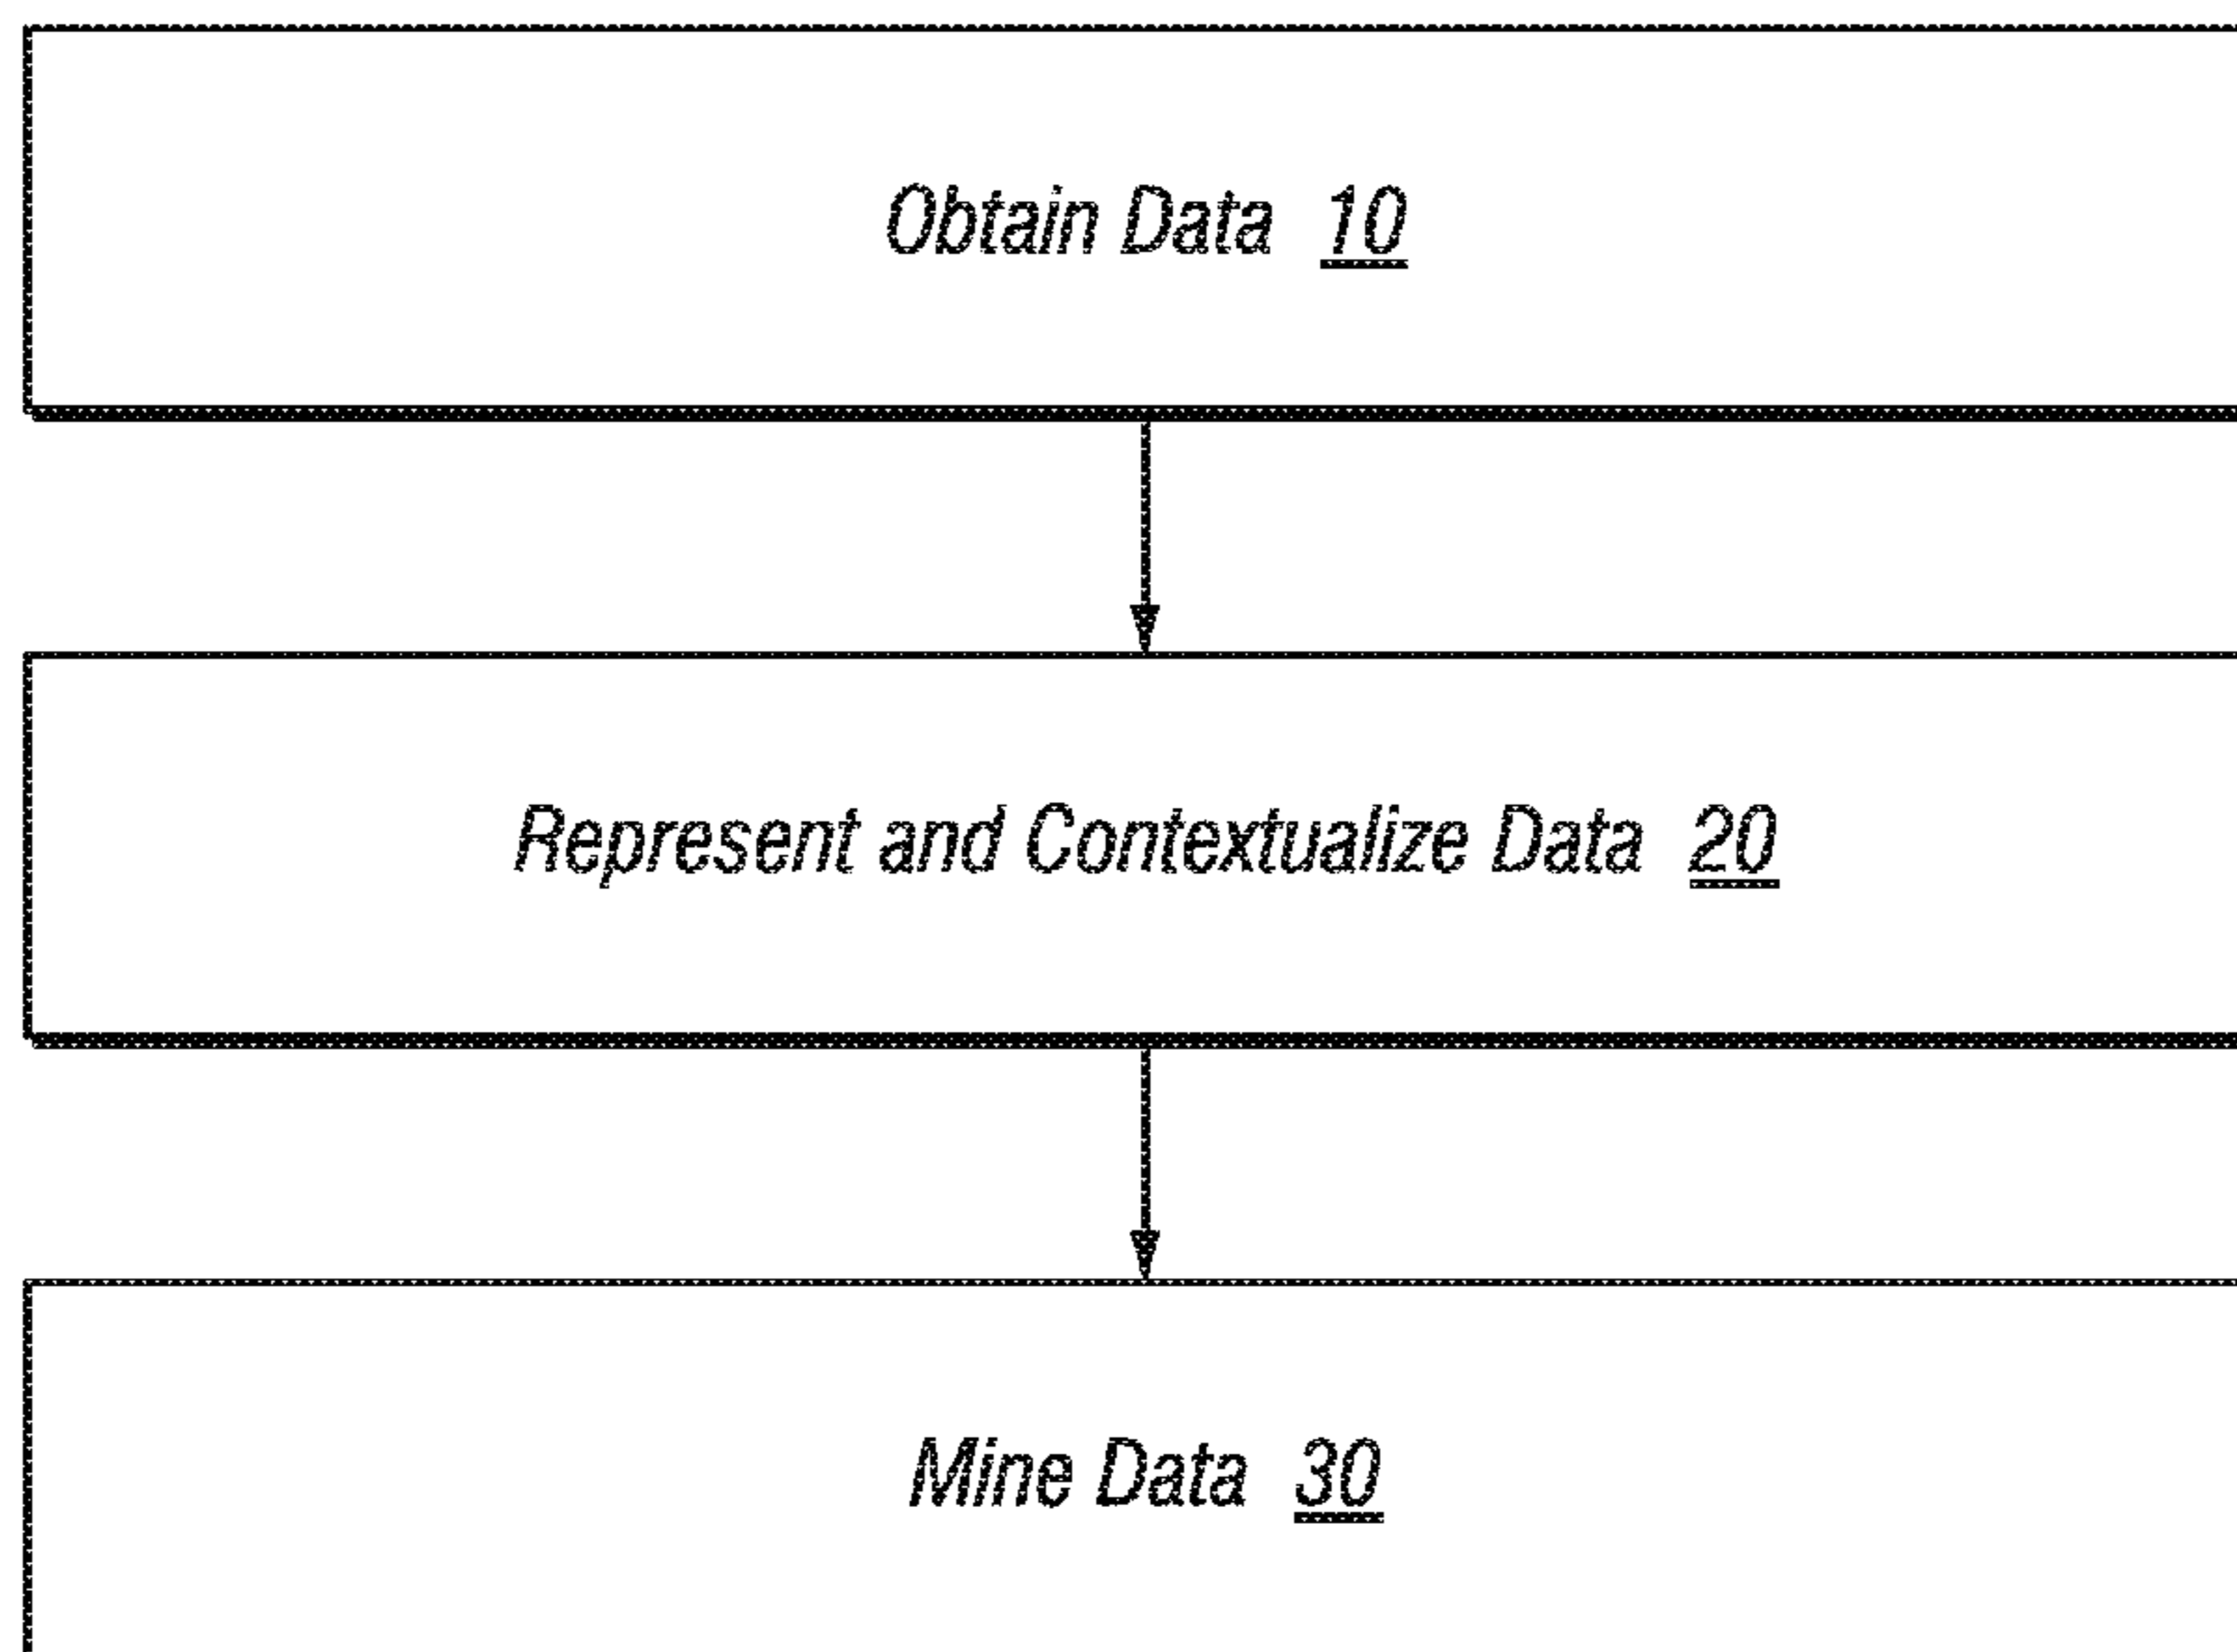 Obtain Data 10
Represent and Contextualize Data 20
Mine Data 30